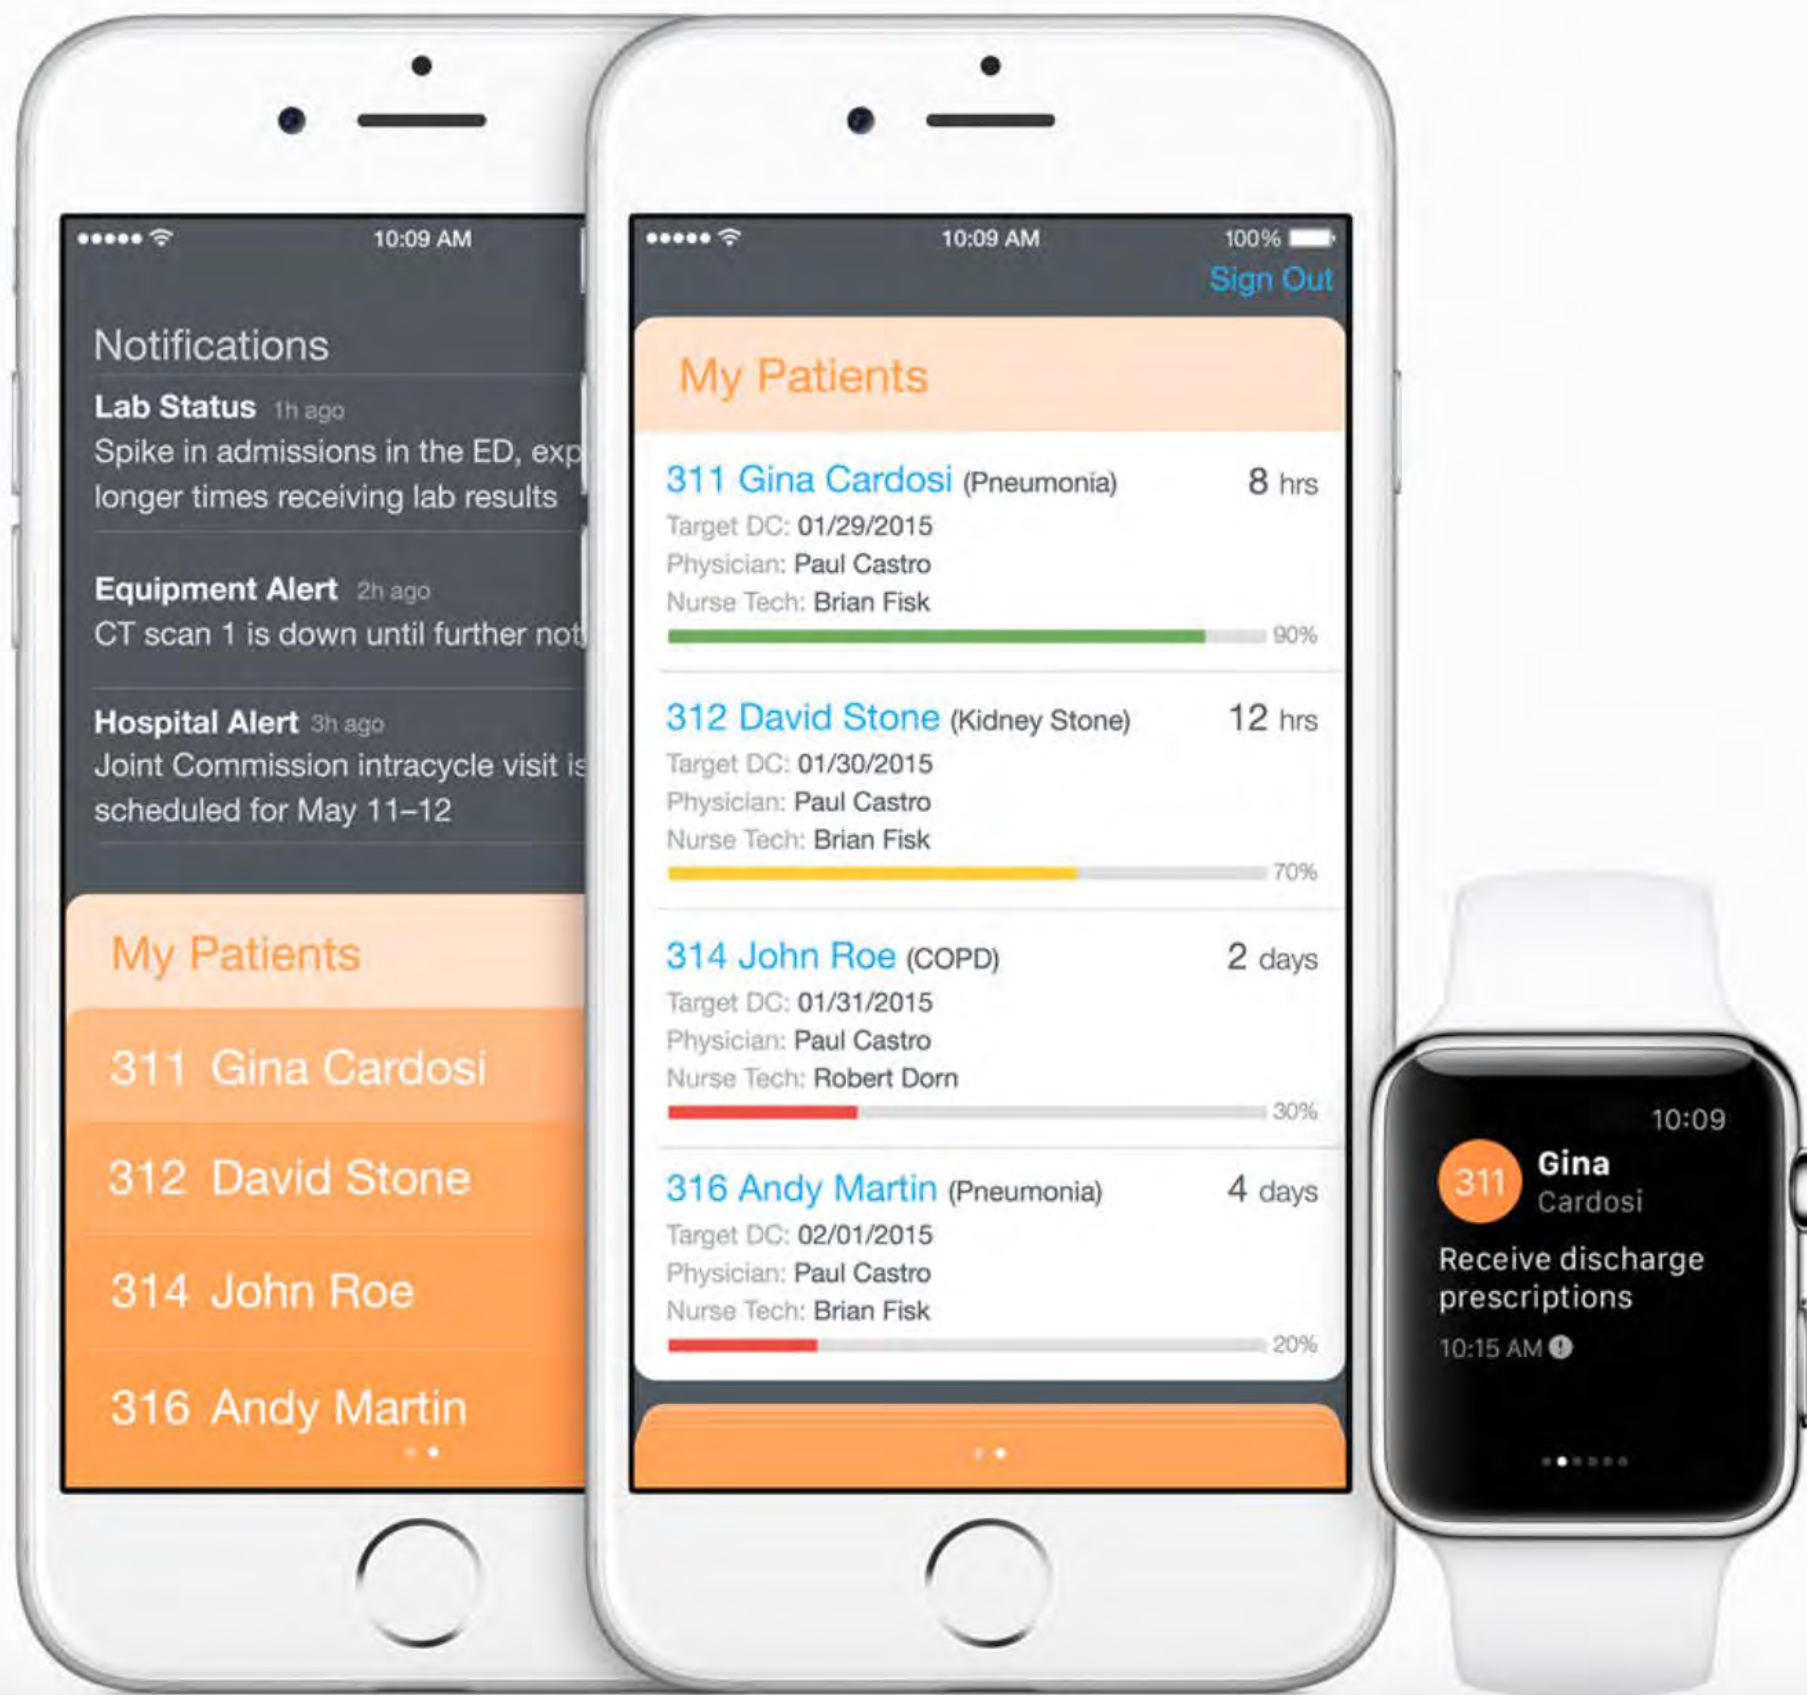 10:09 AM
Notifications
Lab Status 1h ago
Spike in admissions in the ED,
longer times receiving lab results
Equipment Alert 2h ago
CT scan 1 is down until further
Hospital Alert 3h ago
Joint Commission intracycle visit is
scheduled for May 11–12
My Patients
311 Gina Cardosi
312 David Stone
314 John Roe
316 Andy Martin
10:09 AM 100%
Sign Out
My Patients
311 Gina Cardosi (Pneumonia) 8 hrs
Target DC: 01/29/2015
Physician: Paul Castro
Nurse Tech: Brian Fisk
90%
312 David Stone (Kidney Stone) 12 hrs
Target DC: 01/30/2015
Physician: Paul Castro
Nurse Tech: Brian Fisk
70%
314 John Roe (COPD) 2 days
Target DC: 01/31/2015
Physician: Paul Castro
Nurse Tech: Robert Dorn
30%
316 Andy Martin (Pneumonia) 4 days
Target DC: 02/01/2015
Physician: Paul Castro
Nurse Tech: Brian Fisk
20%
10:09
311 Gina
Cardosi
Receive discharge
prescriptions
10:15 AM